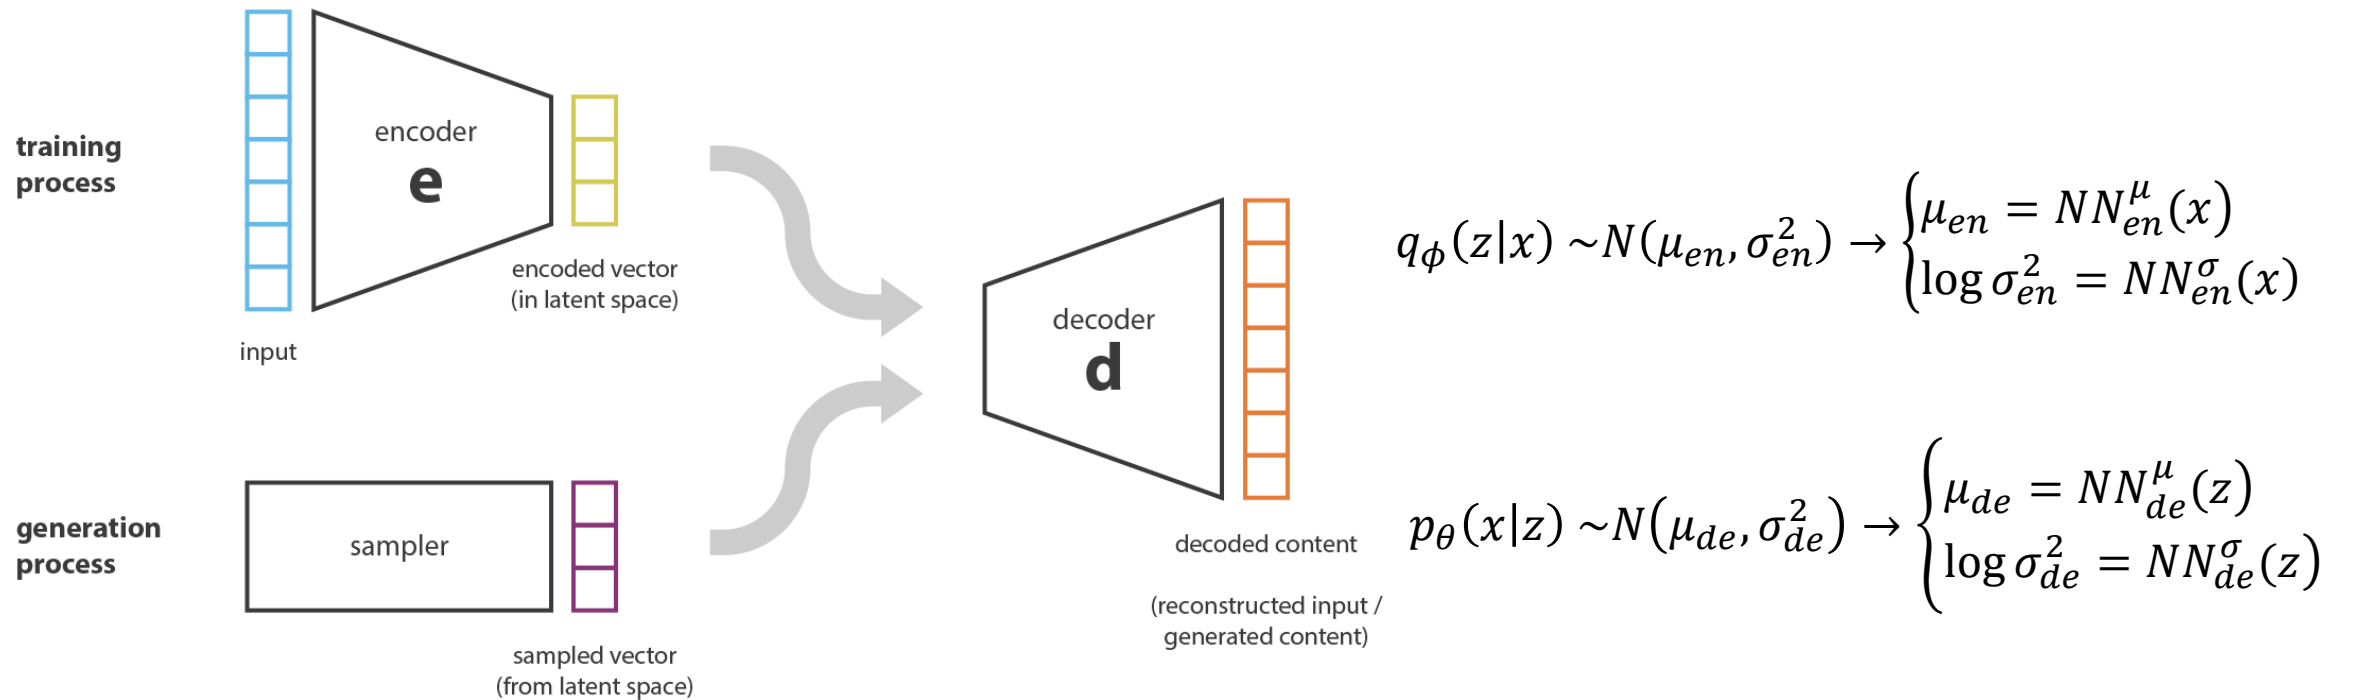 training
process
encoder
e
encoded vector
(in latent space)
input
generation
process
sampler
sampled vector
(from latent space)
decoder
d
decoded content
(reconstructed input /
generated content)
q_ϕ(z|x) ~N(μ_en, σ²_en) → { μ_en = NN^μ_en(x)
log σ²_en = NN^σ_en(x)
p_θ(x|z) ~N(μ_de, σ²_de) → { μ_de = NN^μ_de(z)
log σ²_de = NN^σ_de(z)